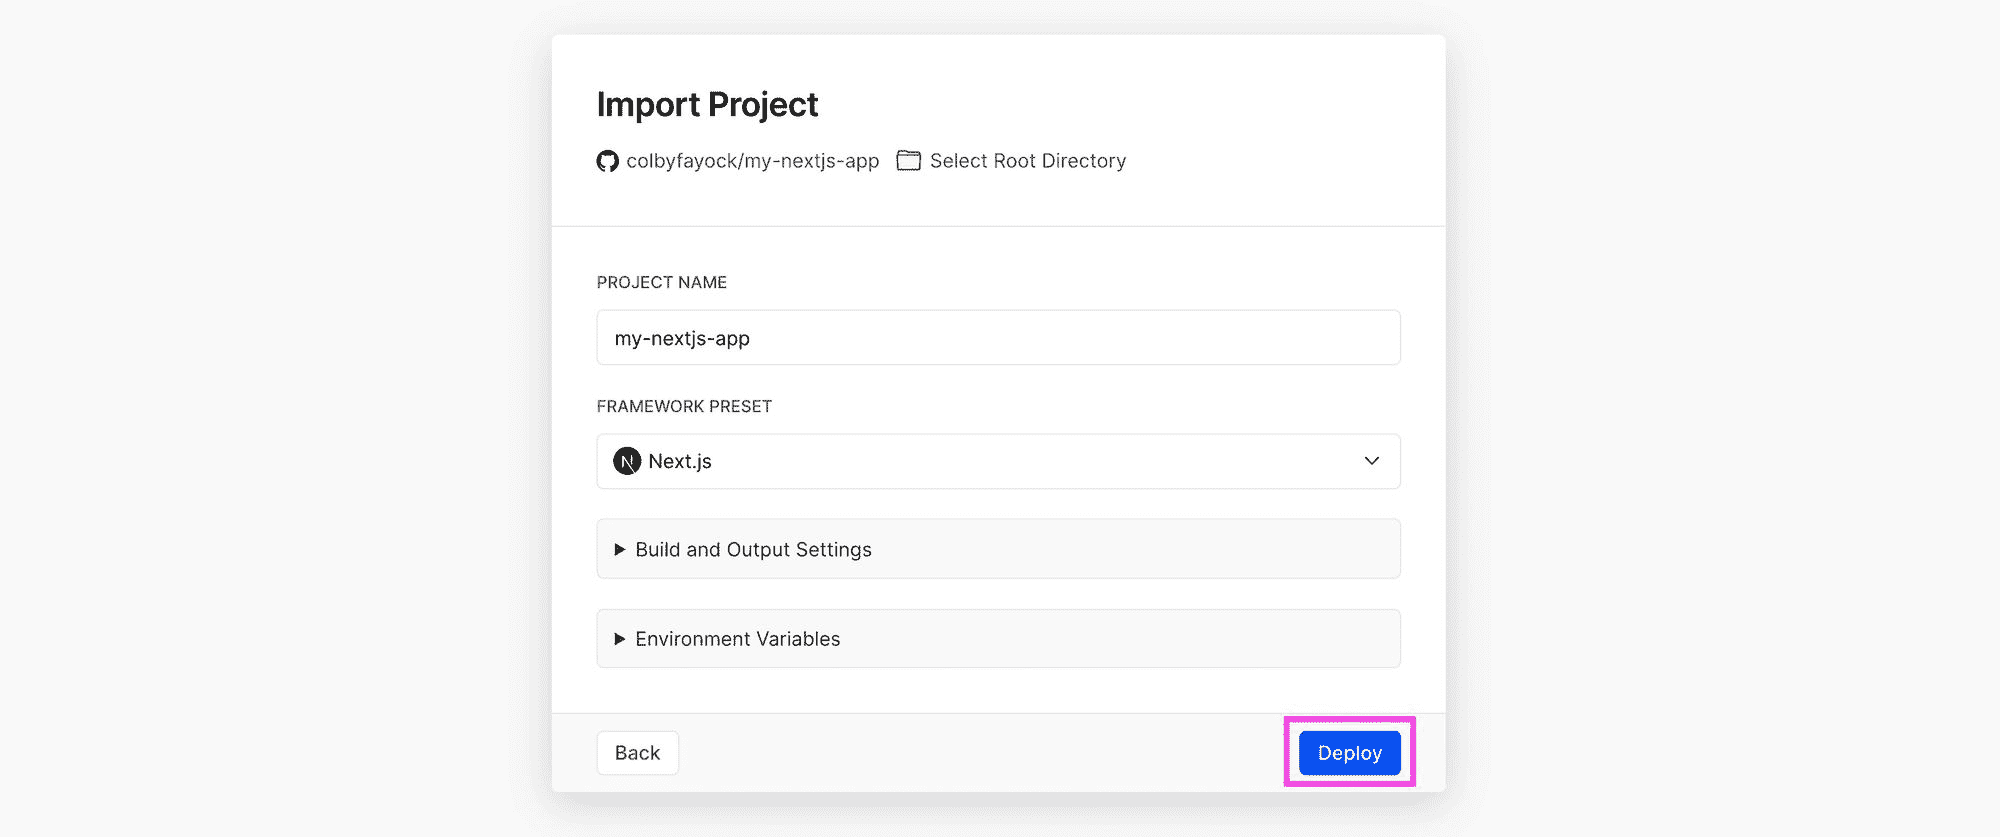 Import Project
colbyfayock/my-nextjs-app Select Root Directory
PROJECT NAME
my-nextjs-app
FRAMEWORK PRESET
N Next.js
Build and Output Settings
Environment Variables
Back Deploy